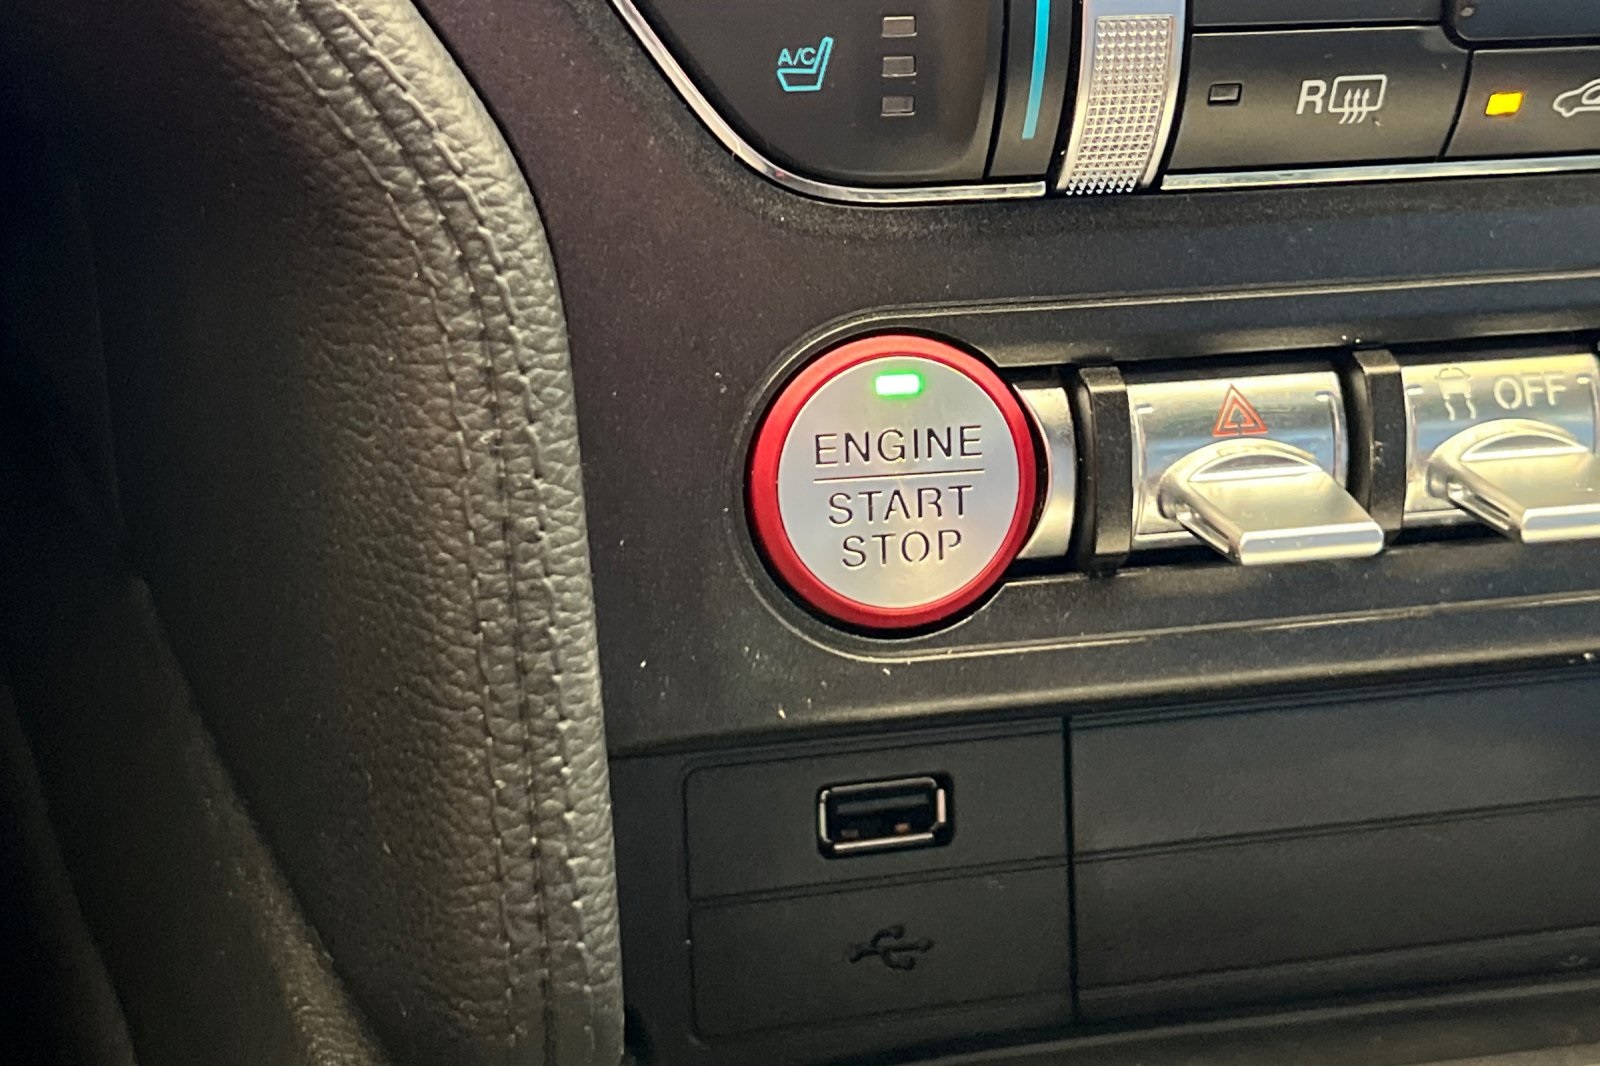 A/C
R
ENGINE
START
STOP
OFF